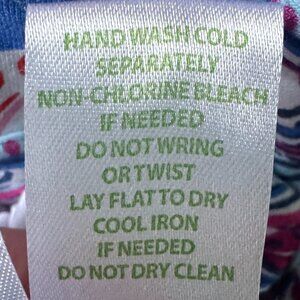 HAND WASH COLD
SEPARATELY
NON-CHLORINE BLEACH
IF NEEDED
DO NOT WRING
OR TWIST
LAY FLAT TO DRY
COOL IRON
IF NEEDED
DO NOT DRY CLEAN